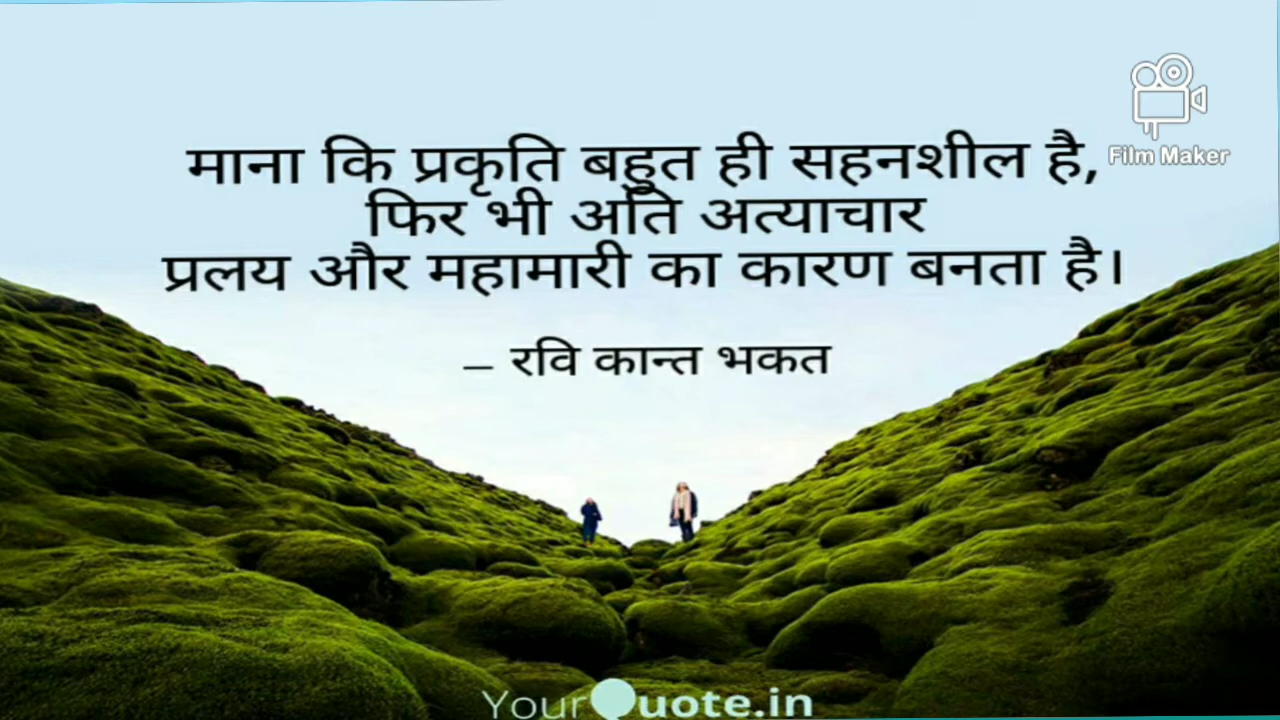 Film Maker
माना कि प्रकृति बहुत ही सहनशील है,
फिर भी अति अत्याचार
प्रलय और महामारी का कारण बनता है।
– रवि कान्त भकत
YourQuote.in